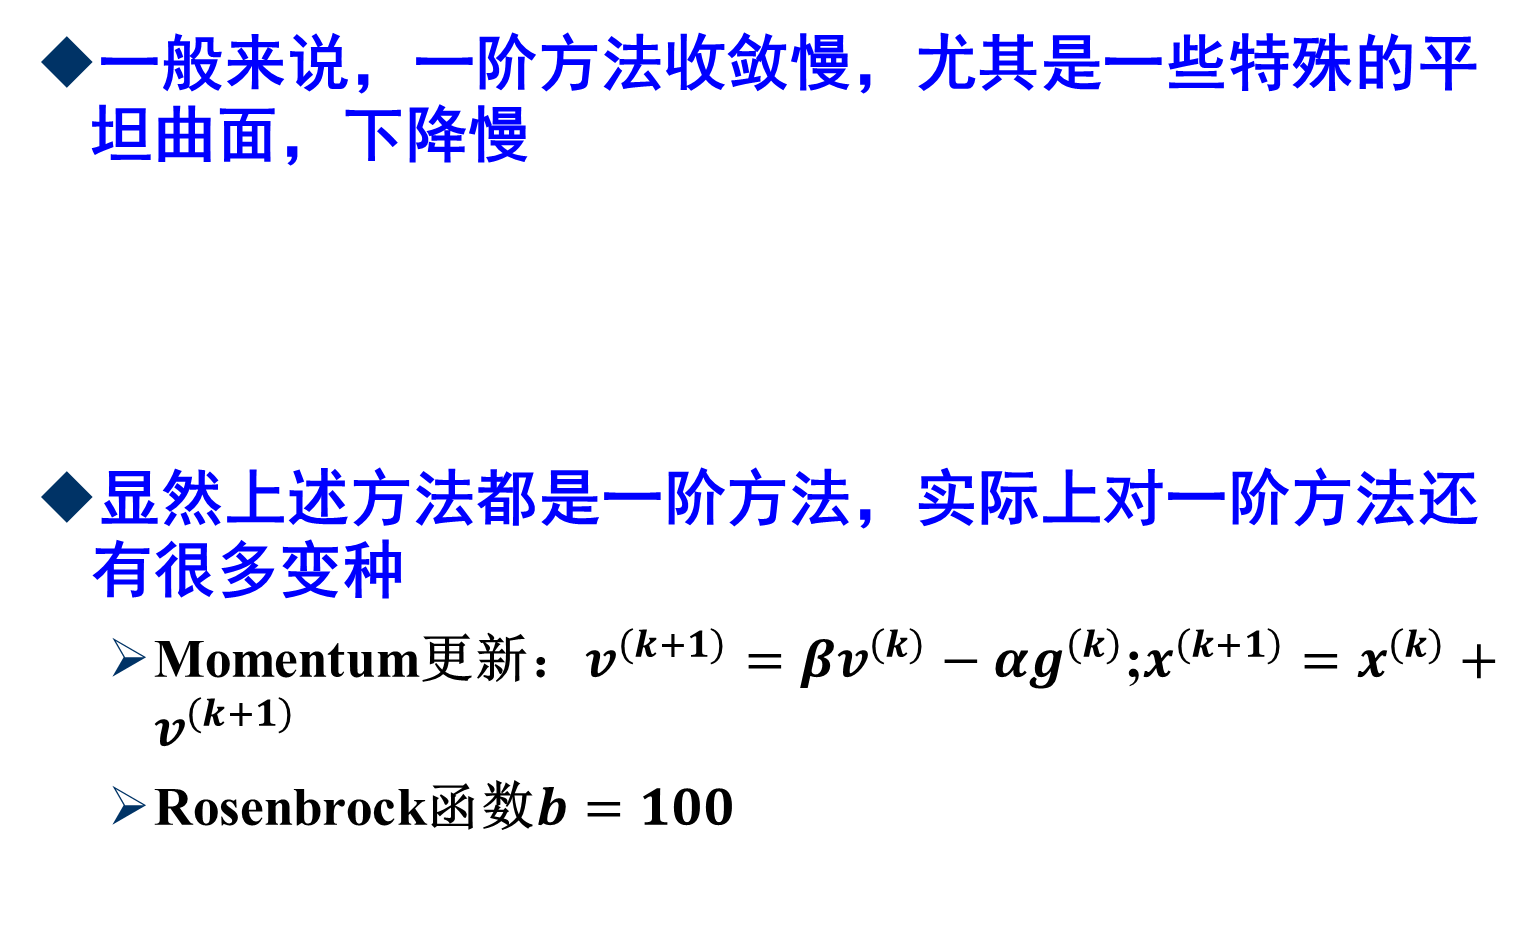 ◆一般来说，一阶方法收敛慢，尤其是一些特殊的平
坦曲面，下降慢
◆显然上述方法都是一阶方法，实际上对一阶方法还
有很多变种
➢Momentum更新：𝒗^(𝒌+𝟏) = 𝜷𝒗^(𝒌) − 𝜶𝒈^(𝒌);𝒙^(𝒌+𝟏) = 𝒙^(𝒌) +
𝒗^(𝒌+𝟏)
➢Rosenbrock函数𝒃 = 𝟏𝟎𝟎